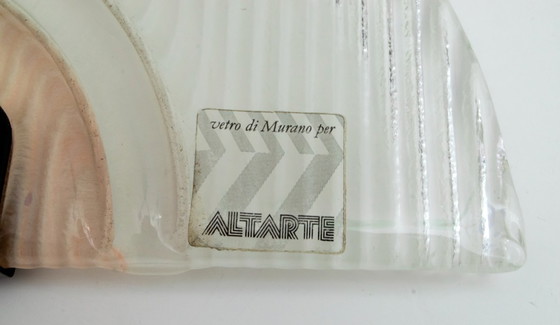 vetro di Murano per
ALTARTE